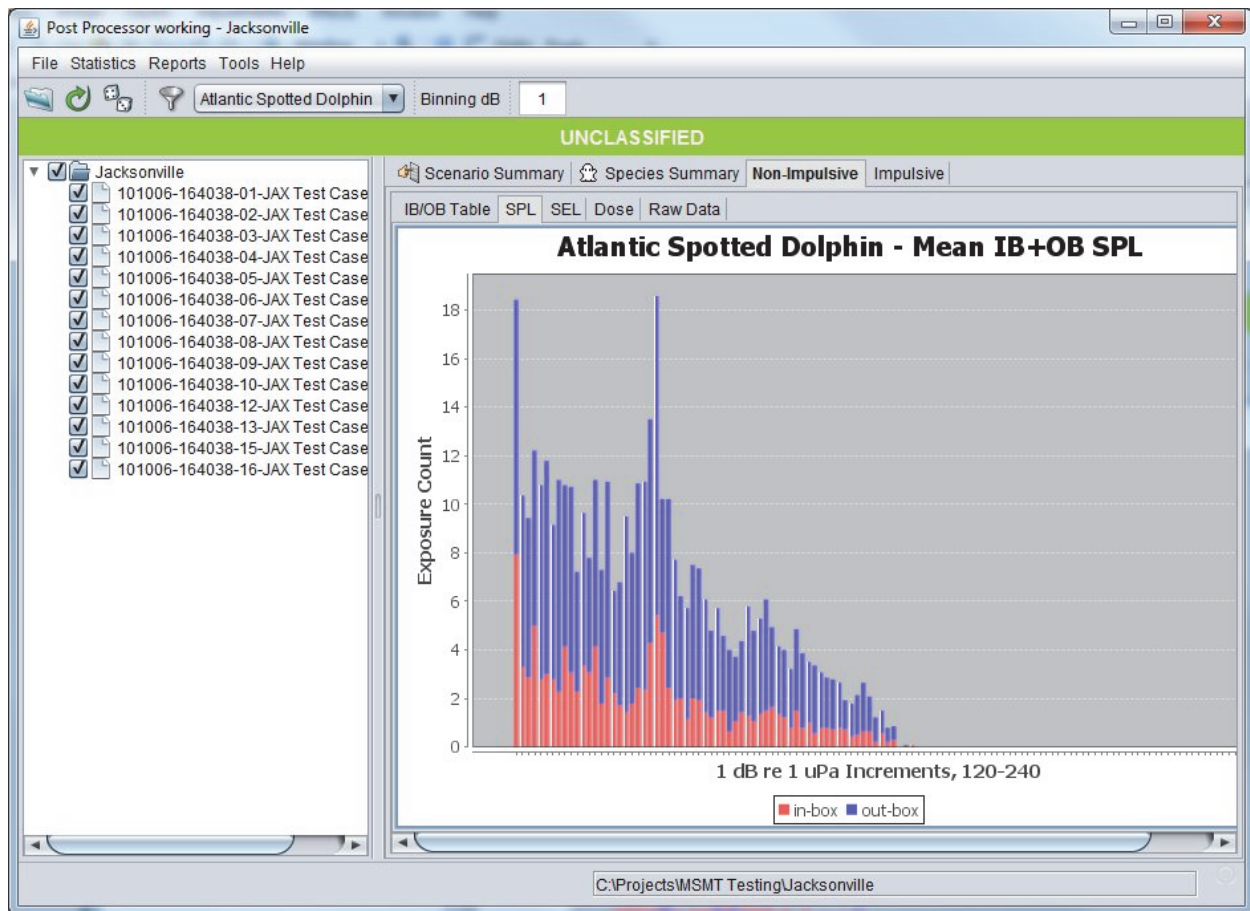 Post Processor working - Jacksonville
File Statistics Reports Tools Help
Atlantic Spotted Dolphin Binning dB 1
UNCLASSIFIED
Jacksonville
101006-164038-01-JAX Test Case
101006-164038-02-JAX Test Case
101006-164038-03-JAX Test Case
101006-164038-04-JAX Test Case
101006-164038-05-JAX Test Case
101006-164038-06-JAX Test Case
101006-164038-07-JAX Test Case
101006-164038-08-JAX Test Case
101006-164038-09-JAX Test Case
101006-164038-10-JAX Test Case
101006-164038-12-JAX Test Case
101006-164038-13-JAX Test Case
101006-164038-15-JAX Test Case
101006-164038-16-JAX Test Case
Scenario Summary Species Summary Non-Impulsive Impulsive
IB/OB Table SPL SEL Dose Raw Data
Atlantic Spotted Dolphin - Mean IB+OB SPL
Exposure Count
18
16
14
12
10
8
6
4
2
0
1 dB re 1 uPa Increments, 120-240
in-box out-box
C:\Projects\MSMT Testing\Jacksonville